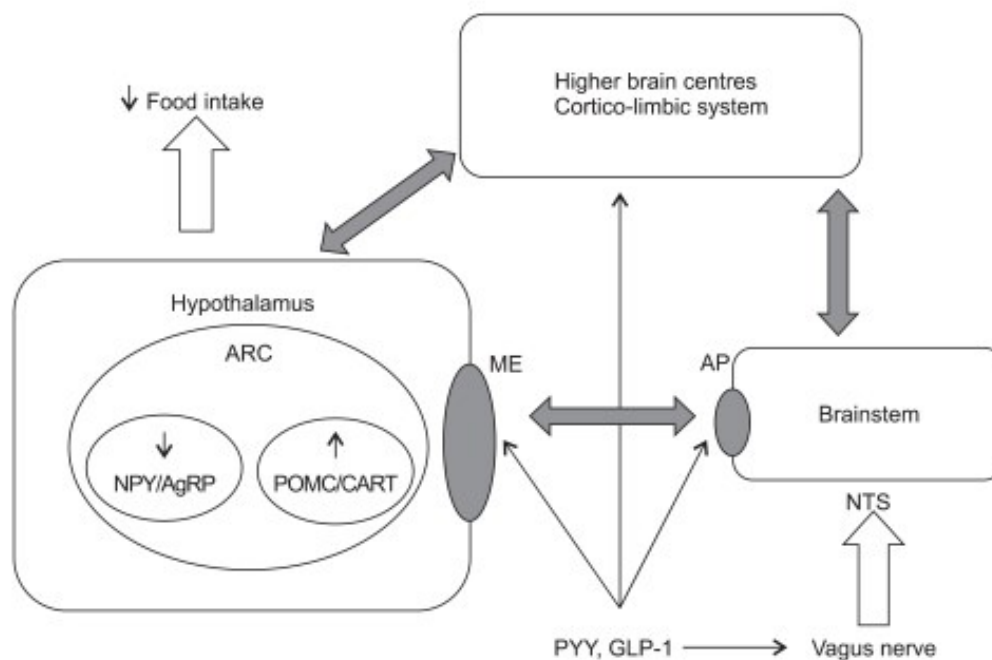 Higher brain centres
Cortico-limbic system
↓ Food intake
Hypothalamus
ARC
ME
AP
↓
↑
NPY/AgRP
POMC/CART
Brainstem
NTS
PYY, GLP-1
Vagus nerve